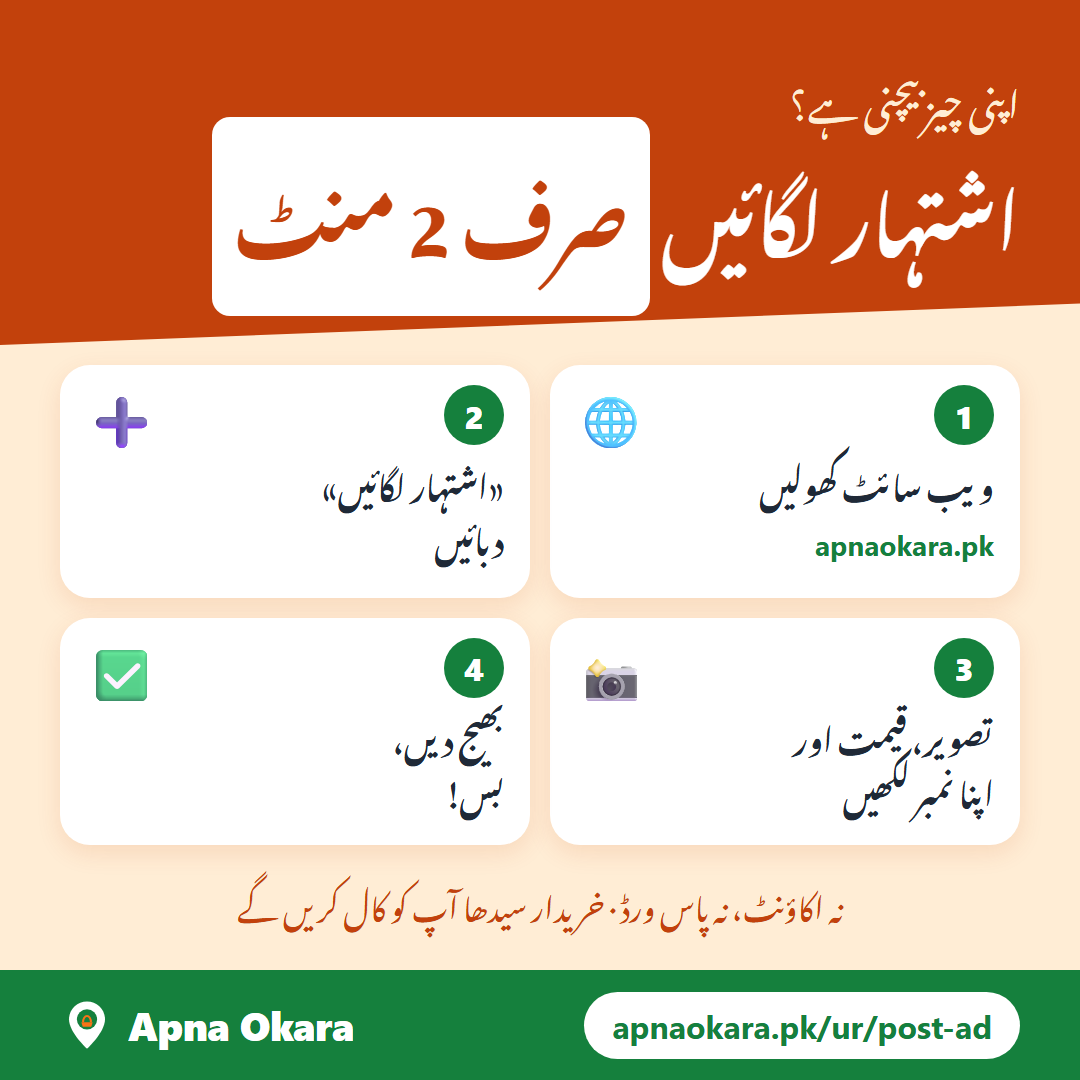 اپنی چیز بیچنی ہے؟
اشتہار لگائیں صرف 2 منٹ
1
ویب سائٹ کھولیں
apnaokara.pk
2
«اشتہار لگائیں»
دبائیں
3
تصویر، قیمت اور
اپنا نمبر لکھیں
4
بھیج دیں،
بس!
نہ اکاؤنٹ، نہ پاس ورڈ · خریدار سیدھا آپ کو کال کریں گے
Apna Okara
apnaokara.pk/ur/post-ad